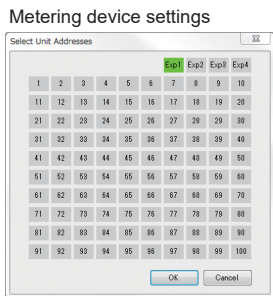 Metering device settings
Select Unit Addresses
Exp1 Exp2 Exp3 Exp4
1 2 3 4 5 6 7 8 9 10
11 12 13 14 15 16 17 18 19 20
21 22 23 24 25 26 27 28 29 30
31 32 33 34 35 36 37 38 39 40
41 42 43 44 45 46 47 48 49 50
51 52 53 54 55 56 57 58 59 60
61 62 63 64 65 66 67 68 69 70
71 72 73 74 75 76 77 78 79 80
81 82 83 84 85 86 87 88 89 90
91 92 93 94 95 96 97 98 99 100
OK Cancel